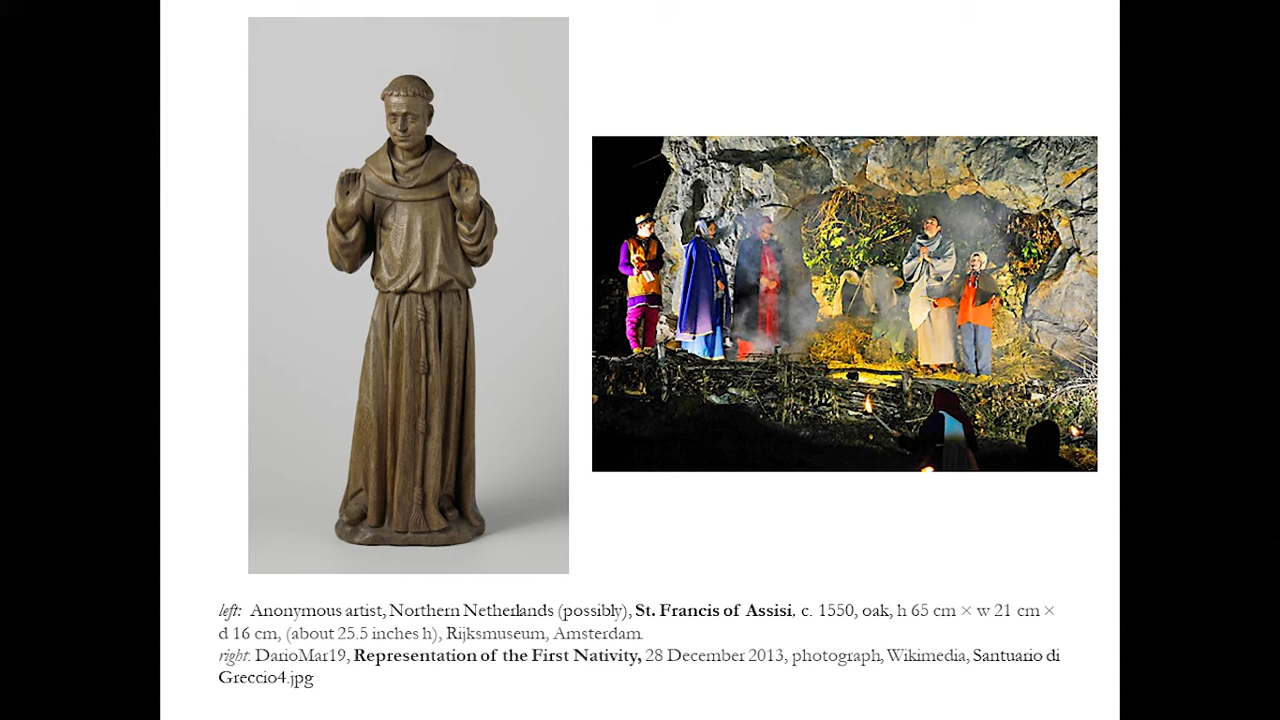 left: Anonymous artist, Northern Netherlands (possibly), St. Francis of Assisi, c. 1550, oak, h 65 cm × w 21 cm ×
d 16 cm, (about 25.5 inches h), Rijksmuseum, Amsterdam.
right: DarioMar19, Representation of the First Nativity, 28 December 2013, photograph, Wikimedia, Santuario di
Greccio4.jpg